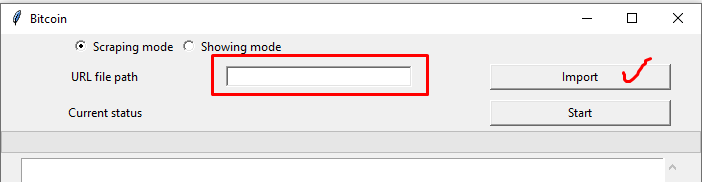 Bitcoin
Scraping mode Showing mode
URL file path Import
Current status Start